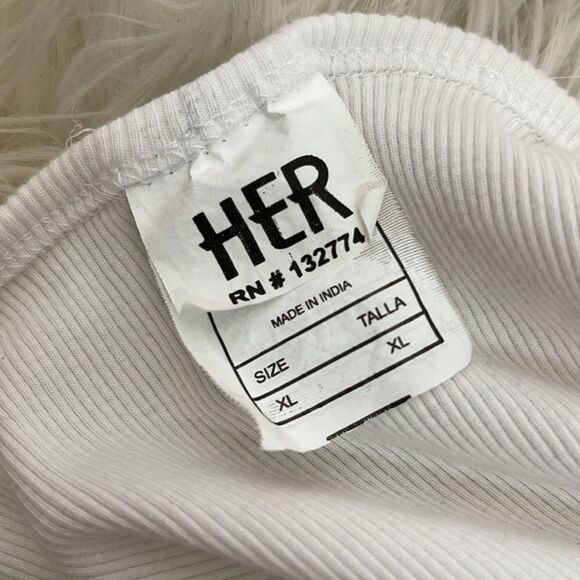 HER
RN # 132774
MADE IN INDIA
SIZE TALLA
XL XL